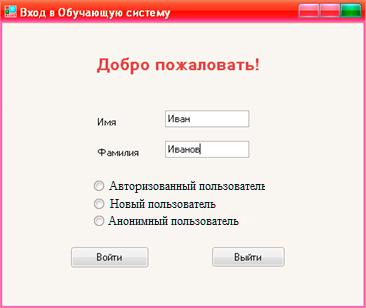 Вход в Обучающую систему
Добро пожаловать!
Имя
Иван
Фамилия
Иванов
Авторизованный пользователь
Новый пользователь
Анонимный пользователь
Войти
Выйти